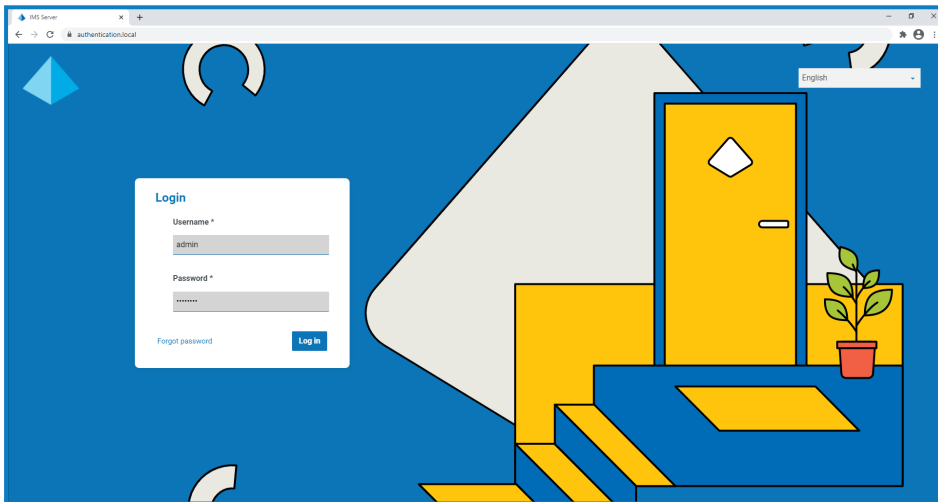 IMS Server
authentication.local
English
Login
Username *
admin
Password *
••••••••
Forgot password
Log in